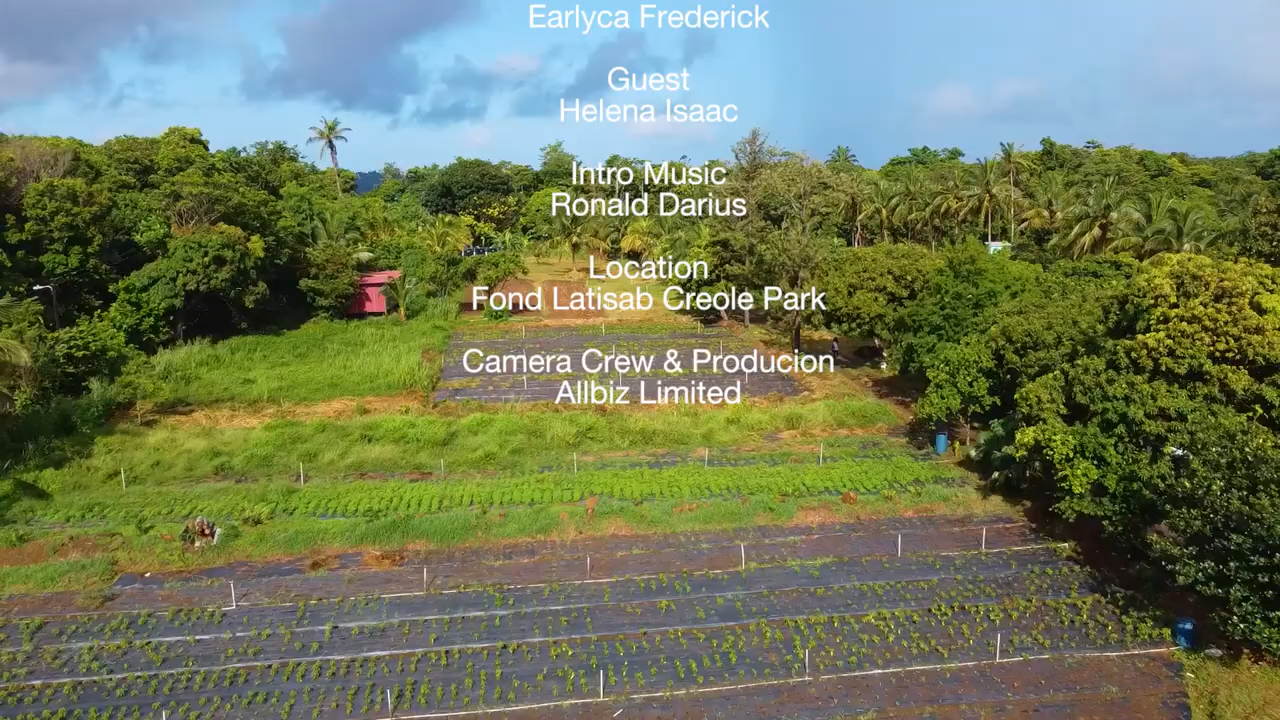 Earlyca Frederick
Guest
Helena Isaac
Intro Music
Ronald Darius
Location
Fond Latisab Creole Park
Camera Crew & Producion
Allbiz Limited